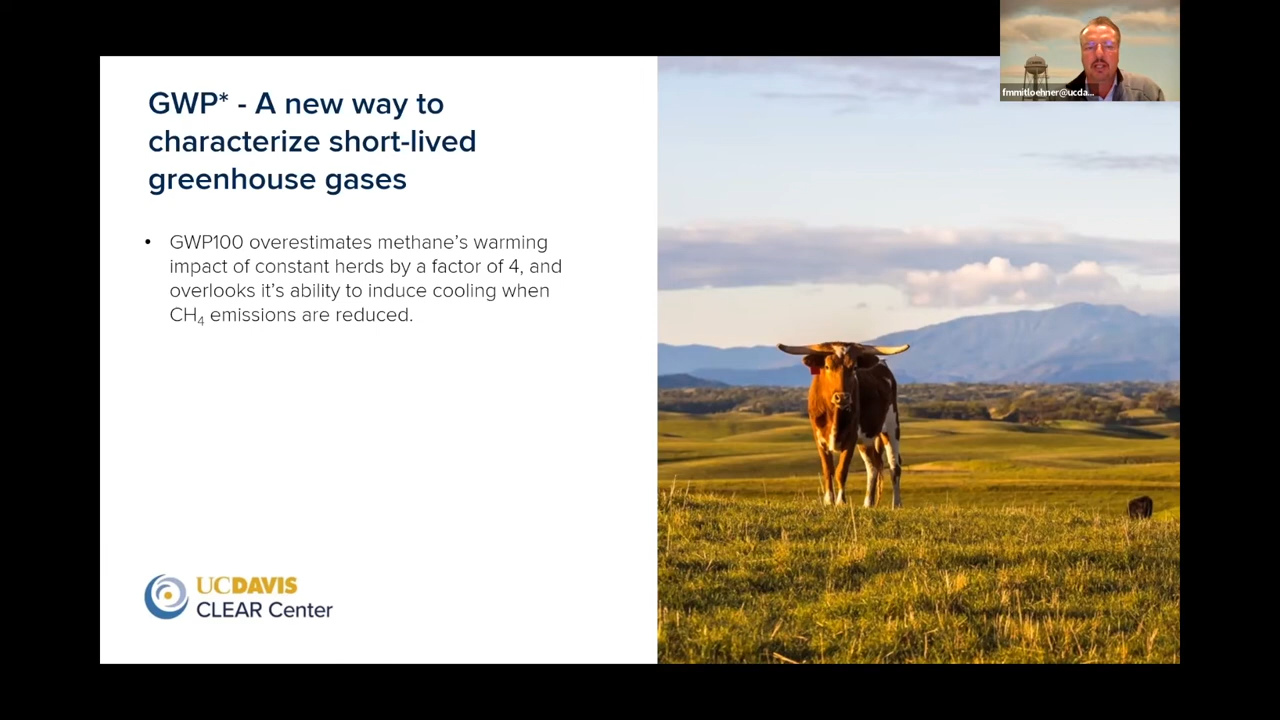 GWP* - A new way to
characterize short-lived
greenhouse gases
• GWP100 overestimates methane's warming
impact of constant herds by a factor of 4, and
overlooks it's ability to induce cooling when
CH₄ emissions are reduced.
UCDAVIS
CLEAR Center
fmmitloehner@ucda...